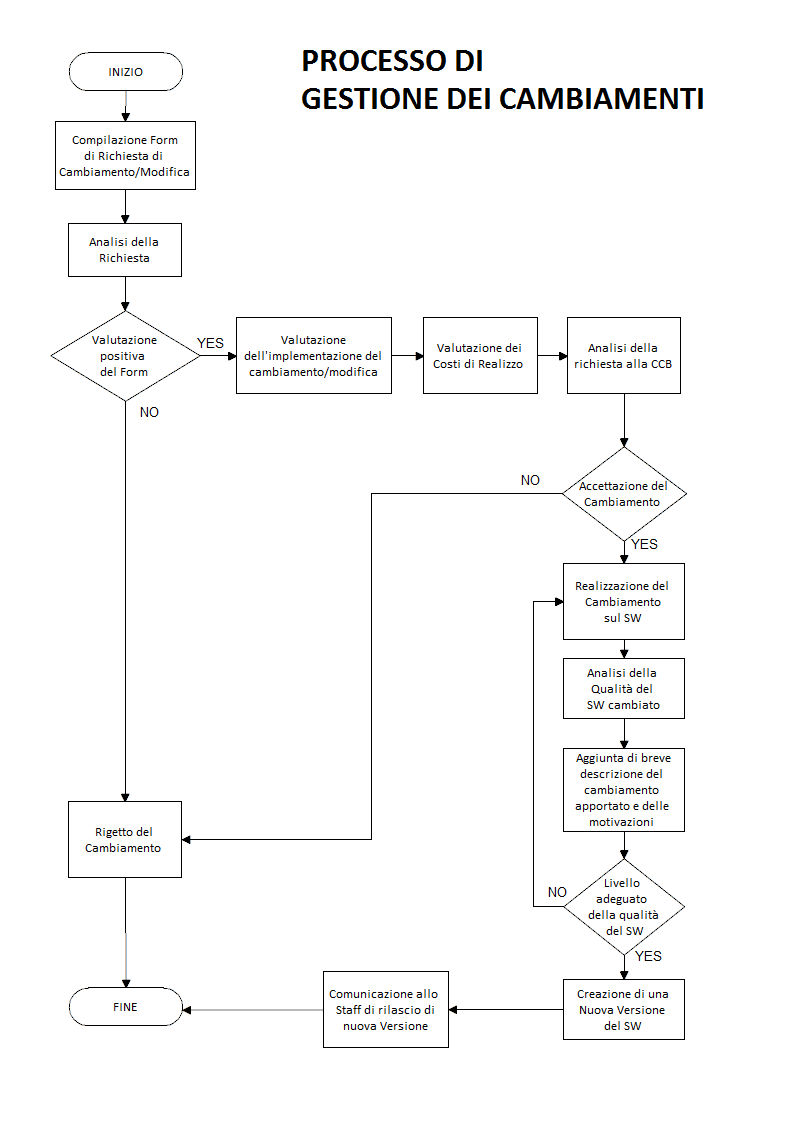 PROCESSO DI
GESTIONE DEI CAMBIAMENTI
INIZIO
Compilazione Form
di Richiesta di
Cambiamento/Modifica
Analisi della
Richiesta
Valutazione
positiva
del Form
YES
NO
Valutazione
dell'implementazione del
cambiamento/modifica
Valutazione dei
Costi di Realizzo
Analisi della
richiesta alla CCB
Accettazione del
Cambiamento
NO
YES
Realizzazione del
Cambiamento
sul SW
Analisi della
Qualità del
SW cambiato
Aggiunta di breve
descrizione del
cambiamento
apportato e delle
motivazioni
Livello
adeguato
della qualità
del SW
NO
YES
Rigetto del
Cambiamento
Creazione di una
Nuova Versione
del SW
Comunicazione allo
Staff di rilascio di
nuova Versione
FINE